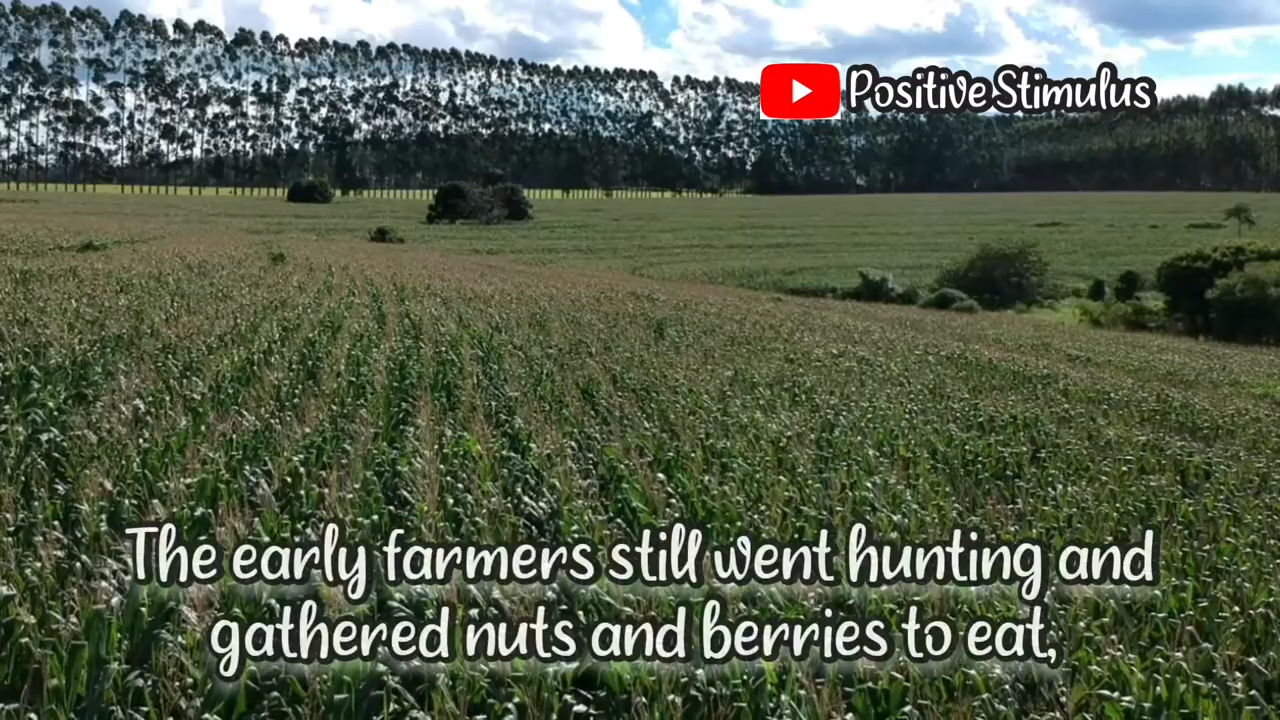 Positive Stimulus
The early farmers still went hunting and
gathered nuts and berries to eat,